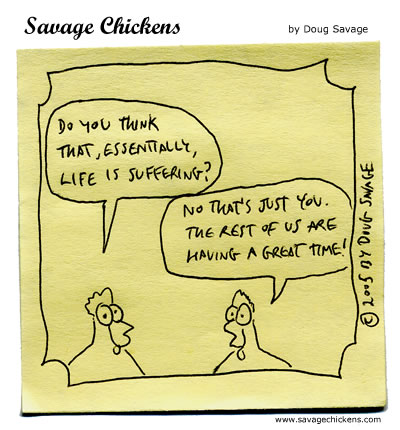 Savage Chickens
by Doug Savage
DO YOU THINK
THAT, ESSENTIALLY,
LIFE IS SUFFERING?
NO THAT'S JUST YOU.
THE REST OF US ARE
HAVING A GREAT TIME!
© 2005 BY DOUG SAVAGE
www.savagechickens.com